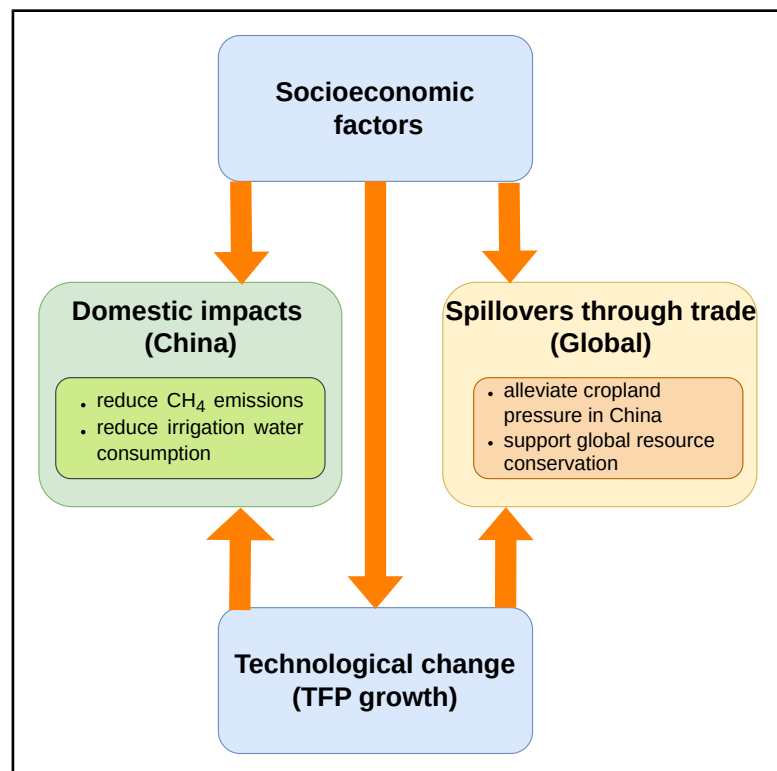 Socioeconomic
factors
Domestic impacts
(China)
• reduce CH₄ emissions
• reduce irrigation water
consumption
Spillovers through trade
(Global)
• alleviate cropland
pressure in China
• support global resource
conservation
Technological change
(TFP growth)